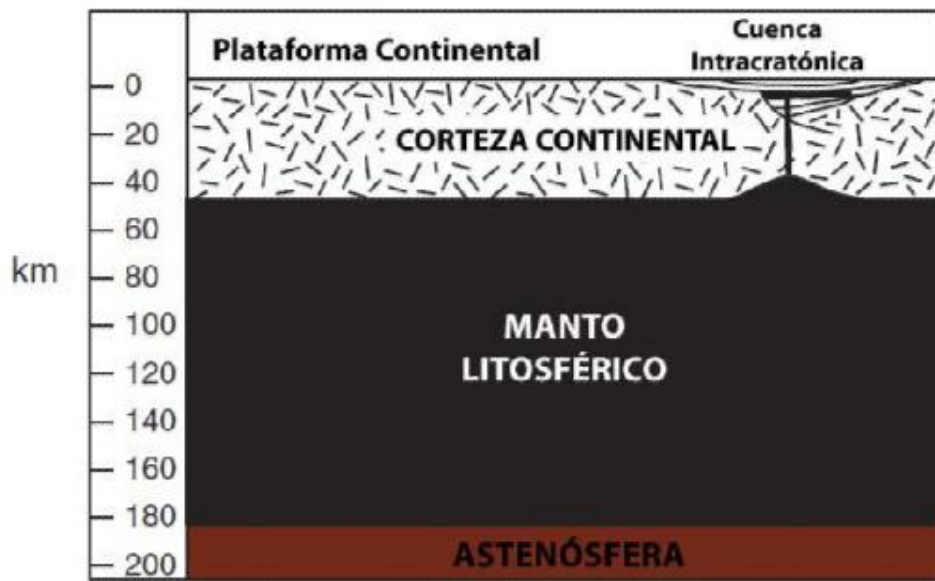 Plataforma Continental
Cuenca
Intracratónica
0
20
CORTEZA CONTINENTAL
40
60
km
80
100
MANTO
120
LITOSFÉRICO
140
160
180
200
ASTENÓSFERA